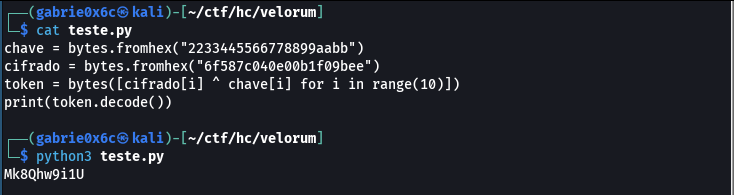 ┌──(gabrie0x6c㉿kali)-[~/ctf/hc/velorum]
└─$ cat teste.py
chave = bytes.fromhex("2233445566778899aabb")
cifrado = bytes.fromhex("6f587c040e00b1f09bee")
token = bytes([cifrado[i] ^ chave[i] for i in range(10)])
print(token.decode())
┌──(gabrie0x6c㉿kali)-[~/ctf/hc/velorum]
└─$ python3 teste.py
Mk8Qhw9i1U